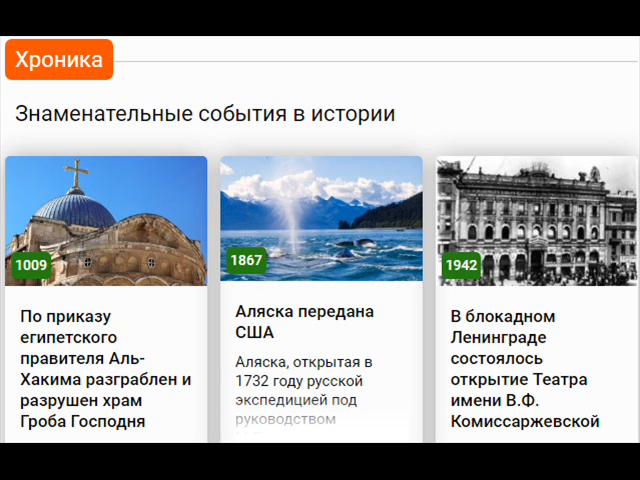 Хроника
Знаменательные события в истории
1009
По приказу
египетского
правителя Аль-
Хакима разграблен и
разрушен храм
Гроба Господня
1867
Аляска передана
США
Аляска, открытая в
1732 году русской
экспедицией под
руководством
1942
В блокадном
Ленинграде
состоялось
открытие Театра
имени В.Ф.
Комиссаржевской